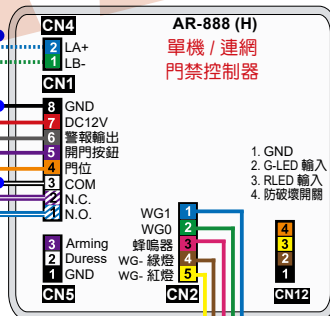 CN4
AR-888 (H)
單機 / 連網
門禁控制器
2 LA+
1 LB-
CN1
8 GND
7 DC12V
6 警報輸出
5 開門按鈕
4 門位
3 COM
2 N.C.
1 N.O.
1. GND
2. G-LED 輸入
3. RLED 輸入
4. 防破壞開關
WG1 1
WG0 2
蜂鳴器 3
WG- 綠燈 4
WG- 紅燈 5
CN2
3 Arming
2 Duress
1 GND
CN5
4
3
2
1
CN12